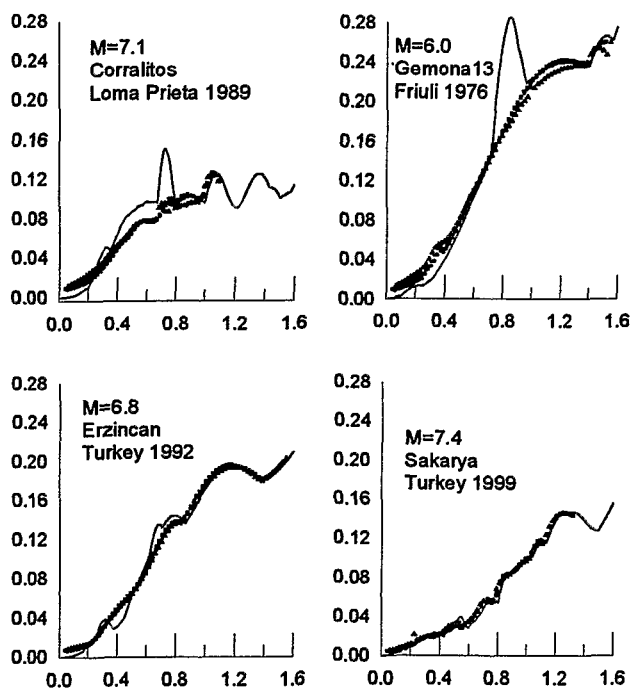 0.28
0.24
0.20
0.16
0.12
0.08
0.04
0.00
M=7.1
Corralitos
Loma Prieta 1989
0.0 0.4 0.8 1.2 1.6
0.28
0.24
0.20
0.16
0.12
0.08
0.04
0.00
M=6.0
Gemona13
Friuli 1976
0.0 0.4 0.8 1.2 1.6
0.28
0.24
0.20
0.16
0.12
0.08
0.04
0.00
M=6.8
Erzincan
Turkey 1992
0.0 0.4 0.8 1.2 1.6
0.28
0.24
0.20
0.16
0.12
0.08
0.04
0.00
M=7.4
Sakarya
Turkey 1999
0.0 0.4 0.8 1.2 1.6